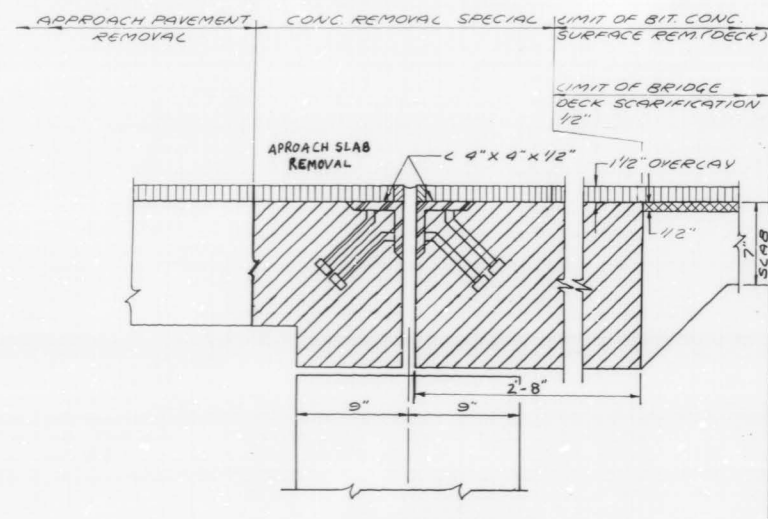 APPROACH PAVEMENT
REMOVAL
CONC. REMOVAL SPECIAL
LIMIT OF BIT. CONC.
SURFACE REM. (DECK)
LIMIT OF BRIDGE
DECK SCARIFICATION
1/2"
APROACH SLAB
REMOVAL
∠ 4" X 4" X 1/2"
1 1/2" OVERLAY
1/2"
7"
SLAB
2'-8"
9"
9"